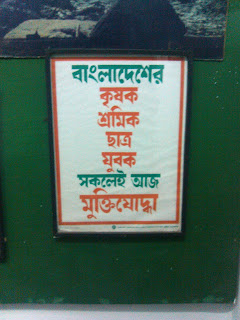 বাংলাদেশের
কৃষক
শ্রমিক
ছাত্র
যুবক
সকলেই আজ
মুক্তিযোদ্ধা